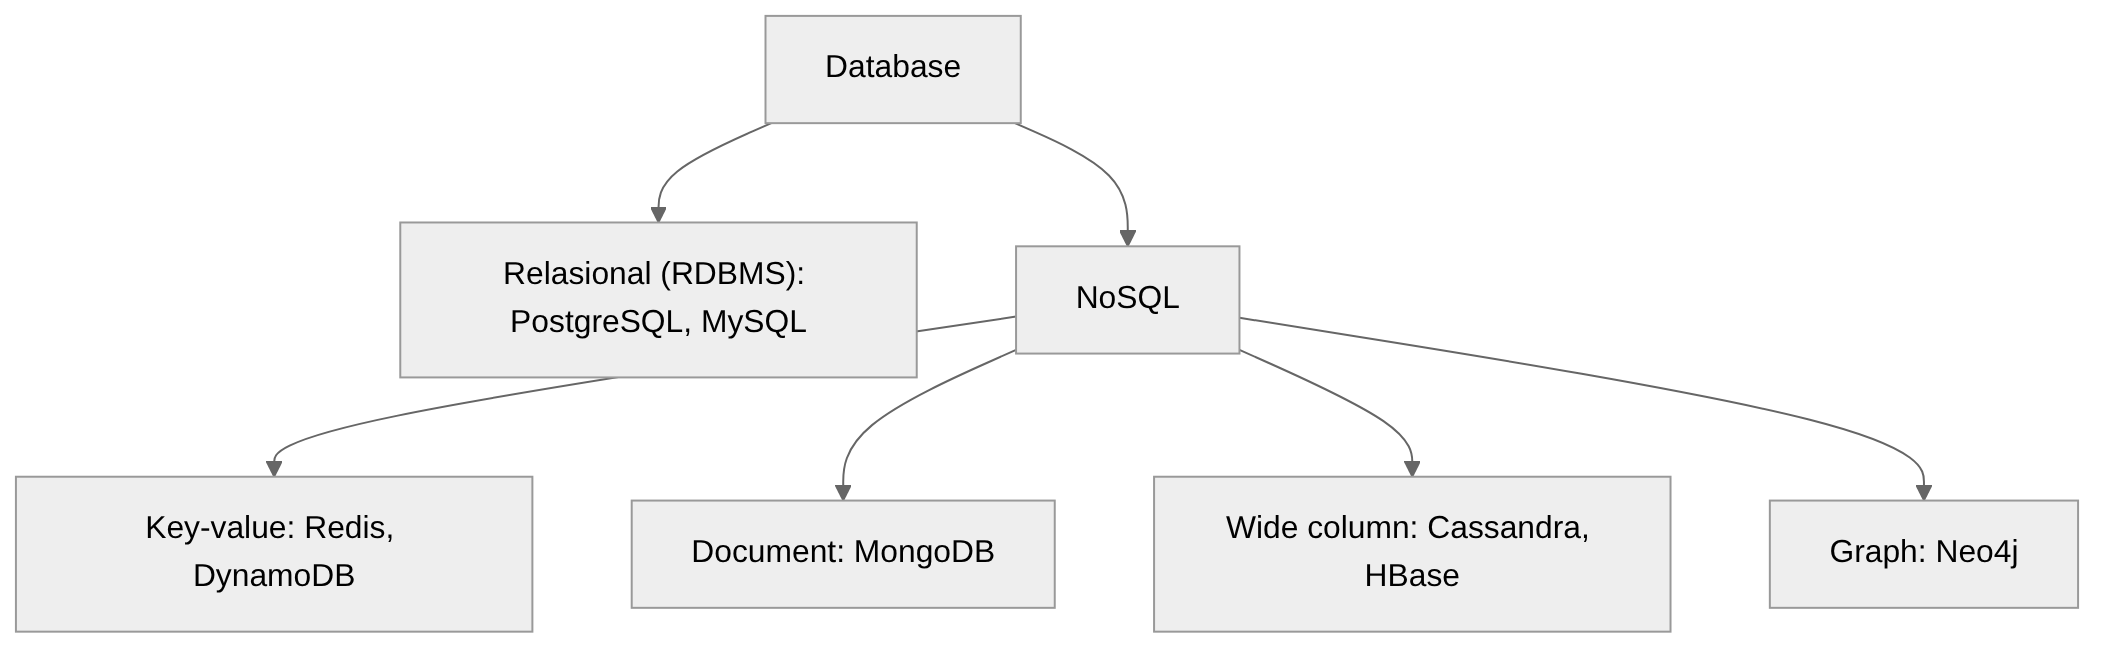 Database
Relasional (RDBMS):
PostgreSQL, MySQL
NoSQL
Key-value: Redis,
DynamoDB
Document: MongoDB
Wide column: Cassandra,
HBase
Graph: Neo4j